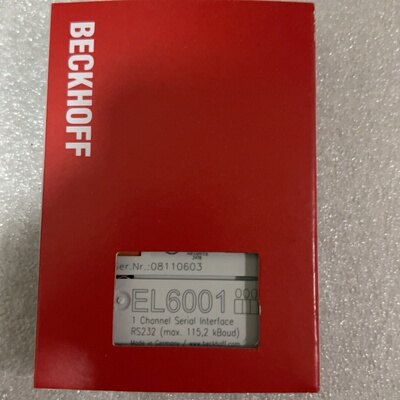 BECKHOFF
Ser.Nr.:08110603
EL6001
1 Channel Serial Interface
RS232 (max. 115,2 kBaud)
Made in Germany / www.beckhoff.com